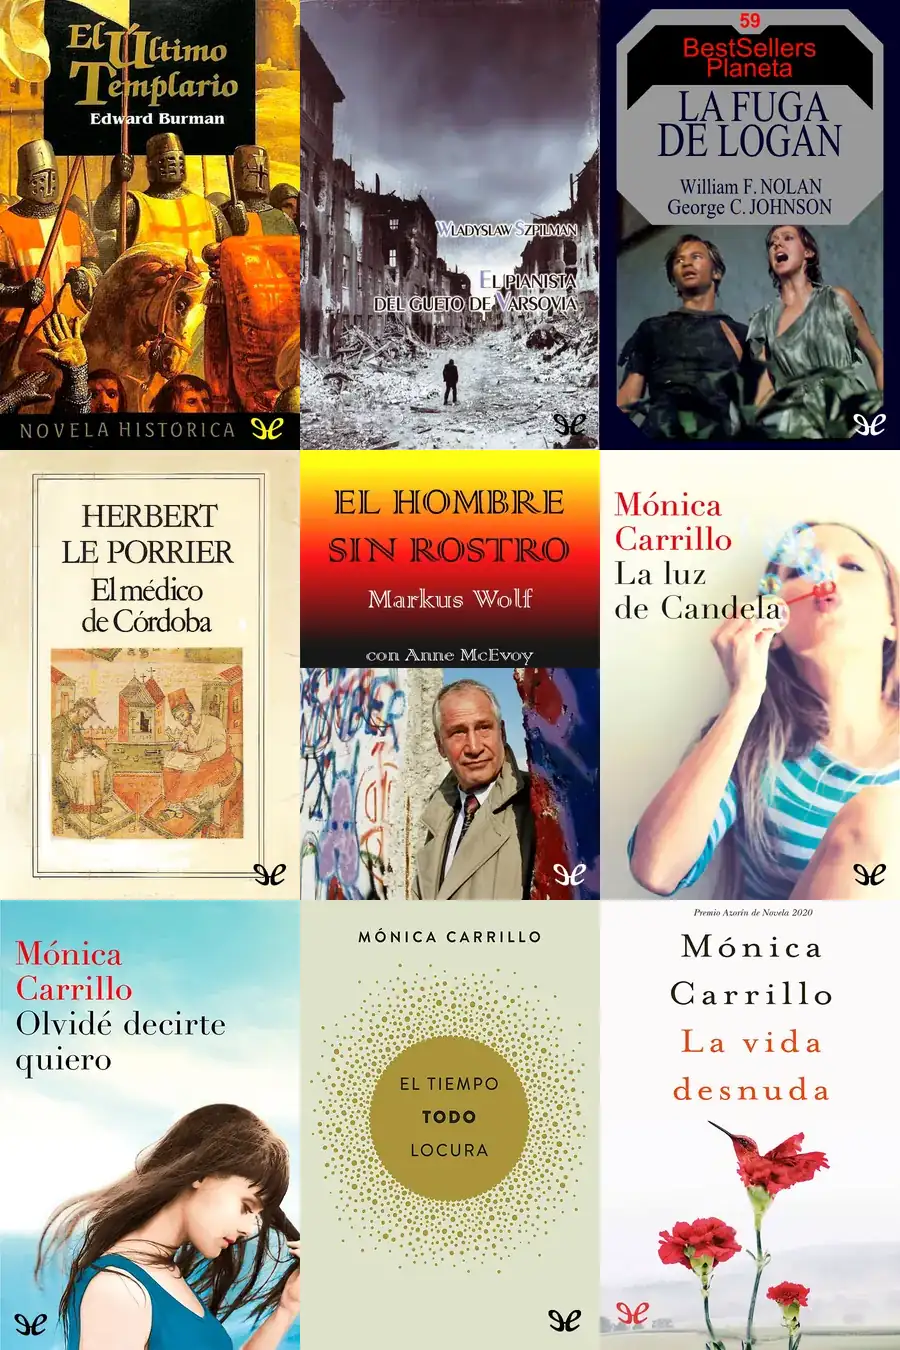 El Último
Templario
Edward Burman
NOVELA HISTORICA
WLADYSLAW SZPILMAN
EL PIANISTA
DEL GUETO DE VARSOVIA
59
BestSellers
Planeta
LA FUGA
DE LOGAN
William F. NOLAN
George C. JOHNSON
HERBERT
LE PORRIER
El médico
de Córdoba
EL HOMBRE
SIN ROSTRO
Markus Wolf
con Anne McEvoy
Mónica
Carrillo
La luz
de Candela
Mónica
Carrillo
Olvidé decirte
quiero
MÓNICA CARRILLO
EL TIEMPO
TODO
LOCURA
Premio Azorín de Novela 2020
Mónica
Carrillo
La vida
desnuda